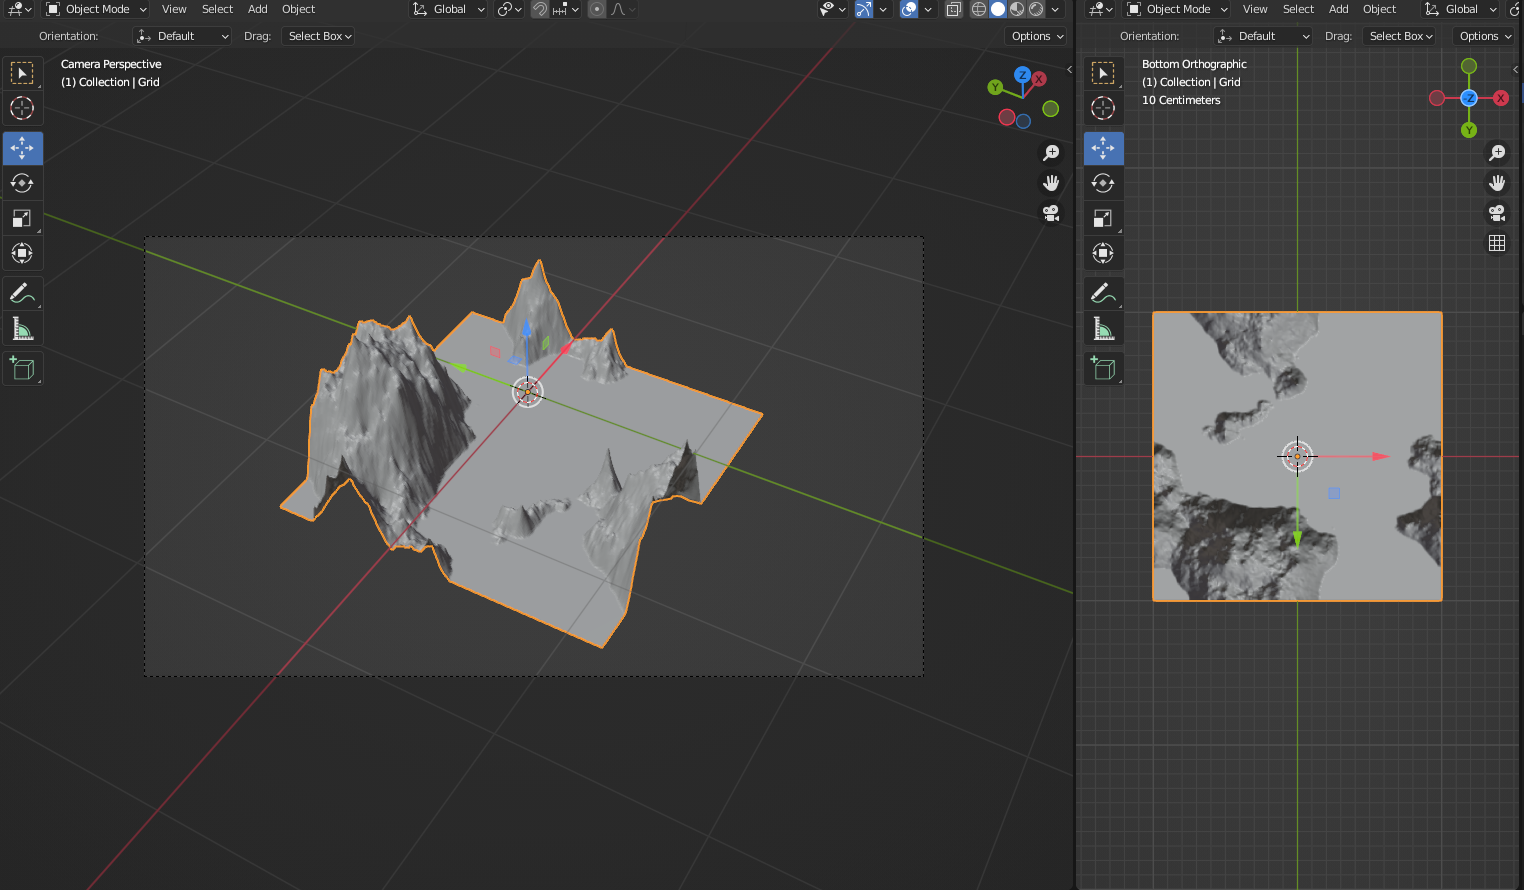 Object Mode View Select Add Object Global
Orientation: Default Drag: Select Box Options
Camera Perspective
(1) Collection | Grid
Z X Y
Object Mode View Select Add Object Global
Orientation: Default Drag: Select Box Options
Bottom Orthographic
(1) Collection | Grid
10 Centimeters
-Z X
Y